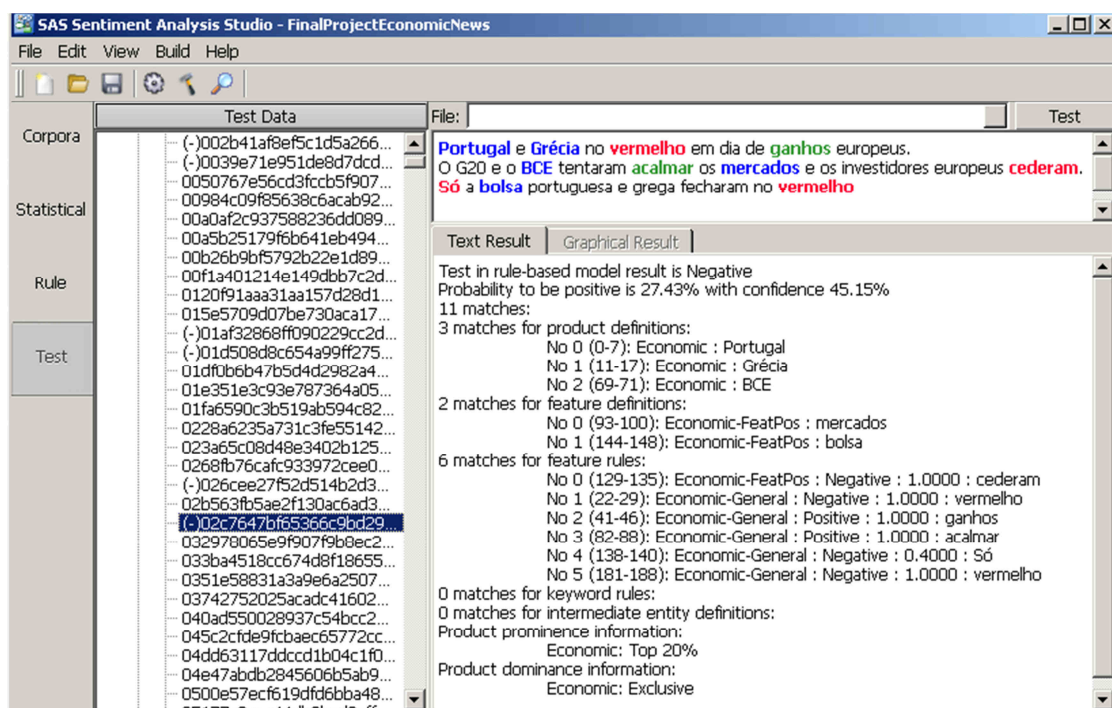 SAS Sentiment Analysis Studio - FinalProjectEconomicNews
File Edit View Build Help
Corpora
Statistical
Rule
Test
Test Data
(-)002b41af8ef5c1d5a266...
(-)0039e71e951de8d7dcd...
0050767e56cd3fccb5f907...
00984c09f85638c6acab92...
00a0af2c937588236dd089...
00a5b25179f6b641eb494...
00b26b9bf5792b22e1d89...
00f1a401214e149dbb7c2d...
0120f91aaa31aa157d28d1...
015e5709d07be730aca17...
(-)01af32868ff090229cc2d...
(-)01d508d8c654a99ff275...
01df0b6b47b5d4d2982a4...
01e351e3c93e787364a05...
01fa6590c3b519ab594c82...
0228a6235a731c3fe55142...
023a65c08d48e3402b125...
0268fb76cafc933972cee0...
(-)026cee27f52d514b2d3...
02b563fb5ae2f130ac6ad3...
(-)02c7647bf65366c9bd29...
032978065e9f907f9b8ec2...
033ba4518cc674d8f18655...
0351e58831a3a9e6a2507...
03742752025acadc41602...
040ad550028937c54bcc2...
045c2cfde9fcbaec65772cc...
04dd63117ddccd1b04c1f0...
04e47abdb2845606b5ab9...
0500e57ecf619dfd6bba48...
File:
Test
Portugal e Grécia no vermelho em dia de ganhos europeus.
O G20 e o BCE tentaram acalmar os mercados e os investidores europeus cederam.
Só a bolsa portuguesa e grega fecharam no vermelho
Text Result
Graphical Result
Test in rule-based model result is Negative
Probability to be positive is 27.43% with confidence 45.15%
11 matches:
3 matches for product definitions:
No 0 (0-7): Economic : Portugal
No 1 (11-17): Economic : Grécia
No 2 (69-71): Economic : BCE
2 matches for feature definitions:
No 0 (93-100): Economic-FeatPos : mercados
No 1 (144-148): Economic-FeatPos : bolsa
6 matches for feature rules:
No 0 (129-135): Economic-FeatPos : Negative : 1.0000 : cederam
No 1 (22-29): Economic-General : Negative : 1.0000 : vermelho
No 2 (41-46): Economic-General : Positive : 1.0000 : ganhos
No 3 (82-88): Economic-General : Positive : 1.0000 : acalmar
No 4 (138-140): Economic-General : Negative : 0.4000 : Só
No 5 (181-188): Economic-General : Negative : 1.0000 : vermelho
0 matches for keyword rules:
0 matches for intermediate entity definitions:
Product prominence information:
Economic: Top 20%
Product dominance information:
Economic: Exclusive